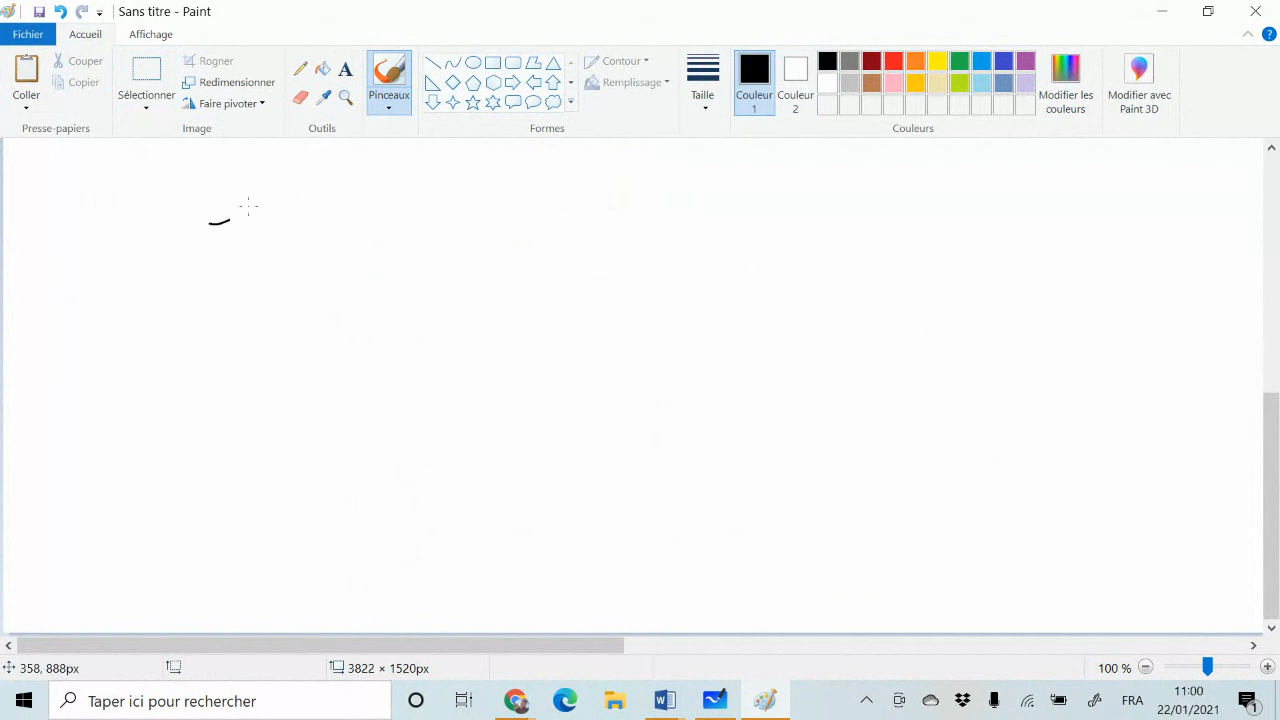 Sans titre - Paint
Fichier Accueil Affichage
Coller
Couper
Copier
Presse-papiers
Sélectionner
Rogner
Redimensionner
Faire pivoter
Image
A
Outils
Pinceaux
Formes
Contour
Remplissage
Taille
Couleur 1
Couleur 2
Couleurs
Modifier les couleurs
Modifier avec Paint 3D
358, 888px
3822 × 1520px
100 %
Taper ici pour rechercher
FRA
11:00
22/01/2021
1